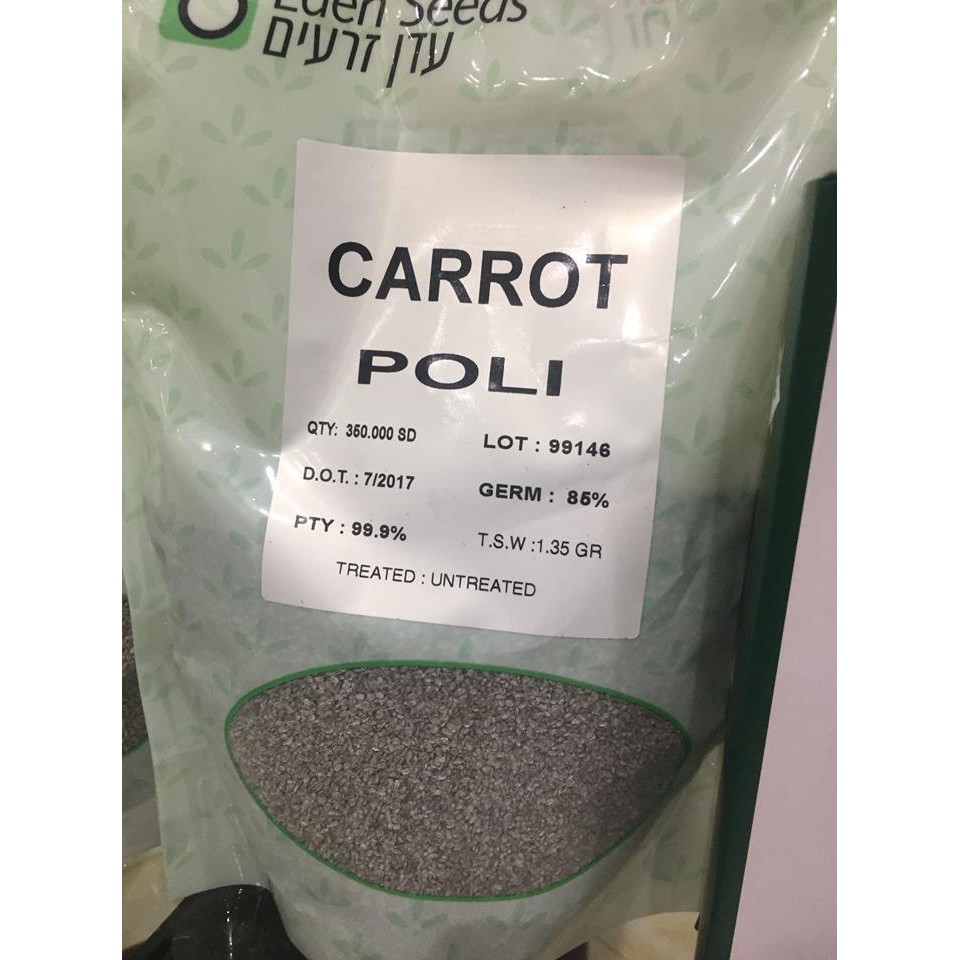 Eden Seeds
עדן זרעים
CARROT
POLI
QTY: 350.000 SD
LOT : 99146
D.O.T. : 7/2017
GERM : 85%
PTY : 99.9%
T.S.W :1.35 GR
TREATED : UNTREATED